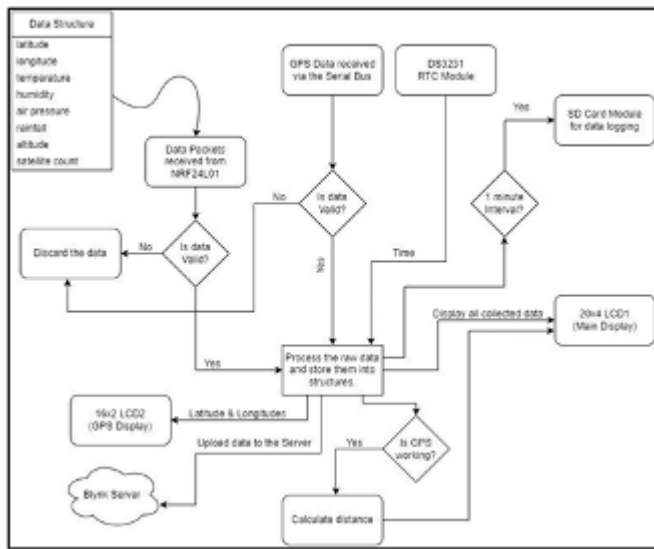 Data Structure
latitude
longitude
temperature
humidity
air pressure
rainfall
altitude
satellite count
GPS Data received
via the Serial Bus
DS3231
RTC Module
Yes
SD Card Module
for data logging
Data Packets
received from
NRF24L01
No
Is data
Valid?
1 minute
Interval?
Discard the data
No
Is data
Valid?
Yes
Time
Display all collected data
20x4 LCD1
(Main Display)
Yes
Process the raw data
and store them into
structures.
16x2 LCD2
(GPS Display)
Latitude & Longitudes
Upload data to the Server
Yes
Is GPS
working?
Blynk Server
Calculate distance